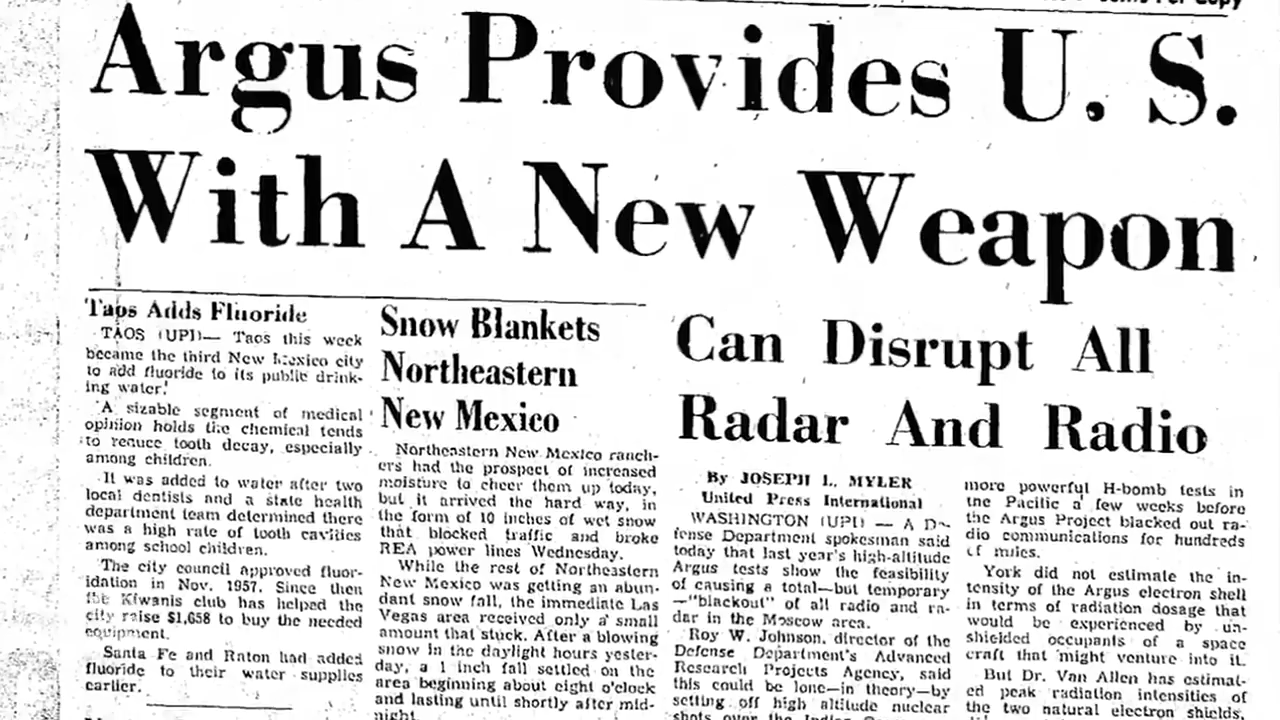 Per Copy
Argus Provides U. S.
With A New Weapon
Taos Adds Fluoride
TAOS (UPI)— Taos this week
became the third New Mexico city
to add fluoride to its public drink-
ing water.
A sizable segment of medical
opinion holds the chemical tends
to reduce tooth decay, especially
among children.
It was added to water after two
local dentists and a state health
department team determined there
was a high rate of tooth cavities
among school children.
The city council approved fluor-
idation in Nov. 1957. Since then
the Kiwanis club has helped the
city raise $1,658 to buy the needed
equipment.
Santa Fe and Raton had added
fluoride to their water supplies
earlier.
Snow Blankets
Northeastern
New Mexico
Northeastern New Mexico ranch-
ers had the prospect of increased
moisture to cheer them up today,
but it arrived the hard way, in
the form of 10 inches of wet snow
that blocked traffic and broke
REA power lines Wednesday.
While the rest of Northeastern
New Mexico was getting an abun-
dant snow fall, the immediate Las
Vegas area received only a small
amount that stuck. After a blowing
snow in the daylight hours yester-
day, a 1 inch fall settled on the
area beginning about eight o'clock
and lasting until shortly after mid-
night.
Can Disrupt All
Radar And Radio
By JOSEPH L. MYLER
United Press International
WASHINGTON (UPI) — A De-
fense Department spokesman said
today that last year's high-altitude
Argus tests show the feasibility
of causing a total—but temporary
—"blackout" of all radio and ra-
dar in the Moscow area.
Roy W. Johnson, director of the
Defense Department's Advanced
Research Projects Agency, said
this could be done—in theory—by
setting off high altitude nuclear
shots over the Indian
more powerful H-bomb tests in
the Pacific a few weeks before
the Argus Project blacked out ra-
dio communications for hundreds
of miles.
York did not estimate the in-
tensity of the Argus electron shell
in terms of radiation dosage that
would be experienced by un-
shielded occupants of a space
craft that might venture into it.
But Dr. Van Allen has estimat-
ed peak radiation intensities of
the two natural electron shields,